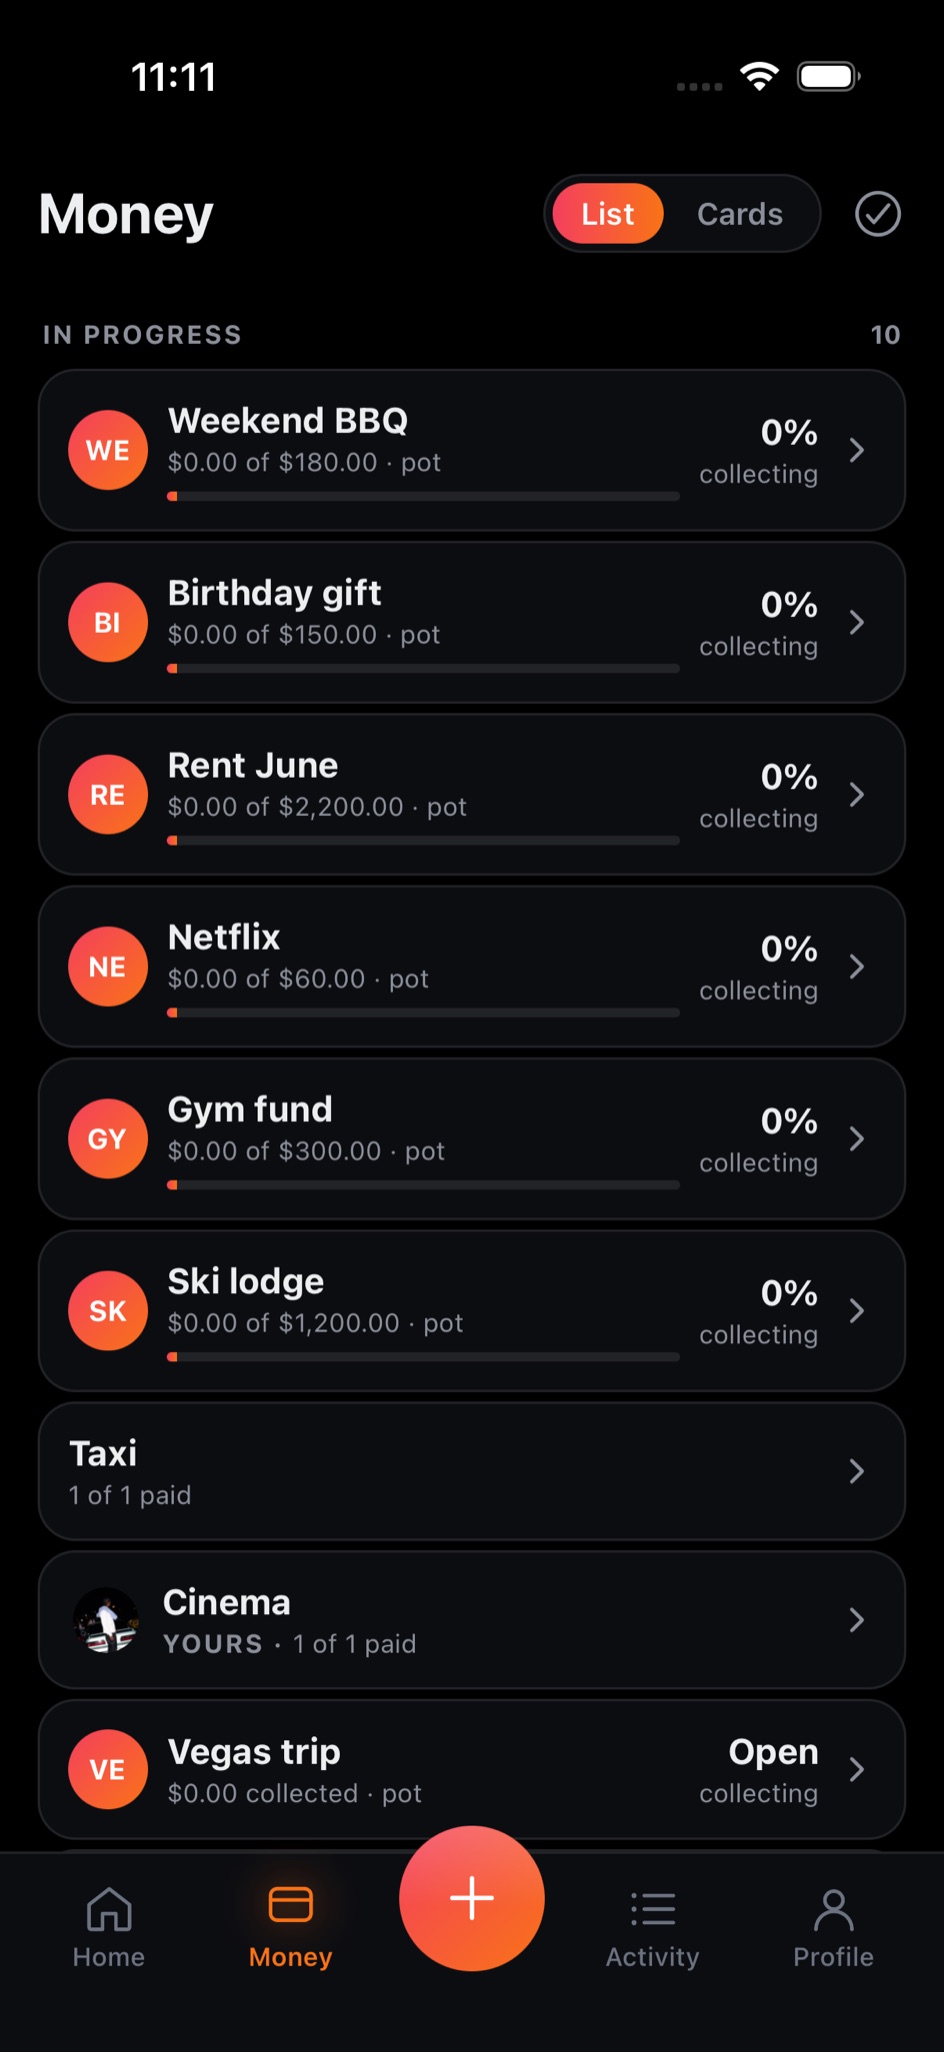 11:11
Money
List
Cards
IN PROGRESS
10
WE
Weekend BBQ
$0.00 of $180.00 · pot
0%
collecting
BI
Birthday gift
$0.00 of $150.00 · pot
0%
collecting
RE
Rent June
$0.00 of $2,200.00 · pot
0%
collecting
NE
Netflix
$0.00 of $60.00 · pot
0%
collecting
GY
Gym fund
$0.00 of $300.00 · pot
0%
collecting
SK
Ski lodge
$0.00 of $1,200.00 · pot
0%
collecting
Taxi
1 of 1 paid
Cinema
YOURS · 1 of 1 paid
VE
Vegas trip
$0.00 collected · pot
Open
collecting
Home
Money
Activity
Profile